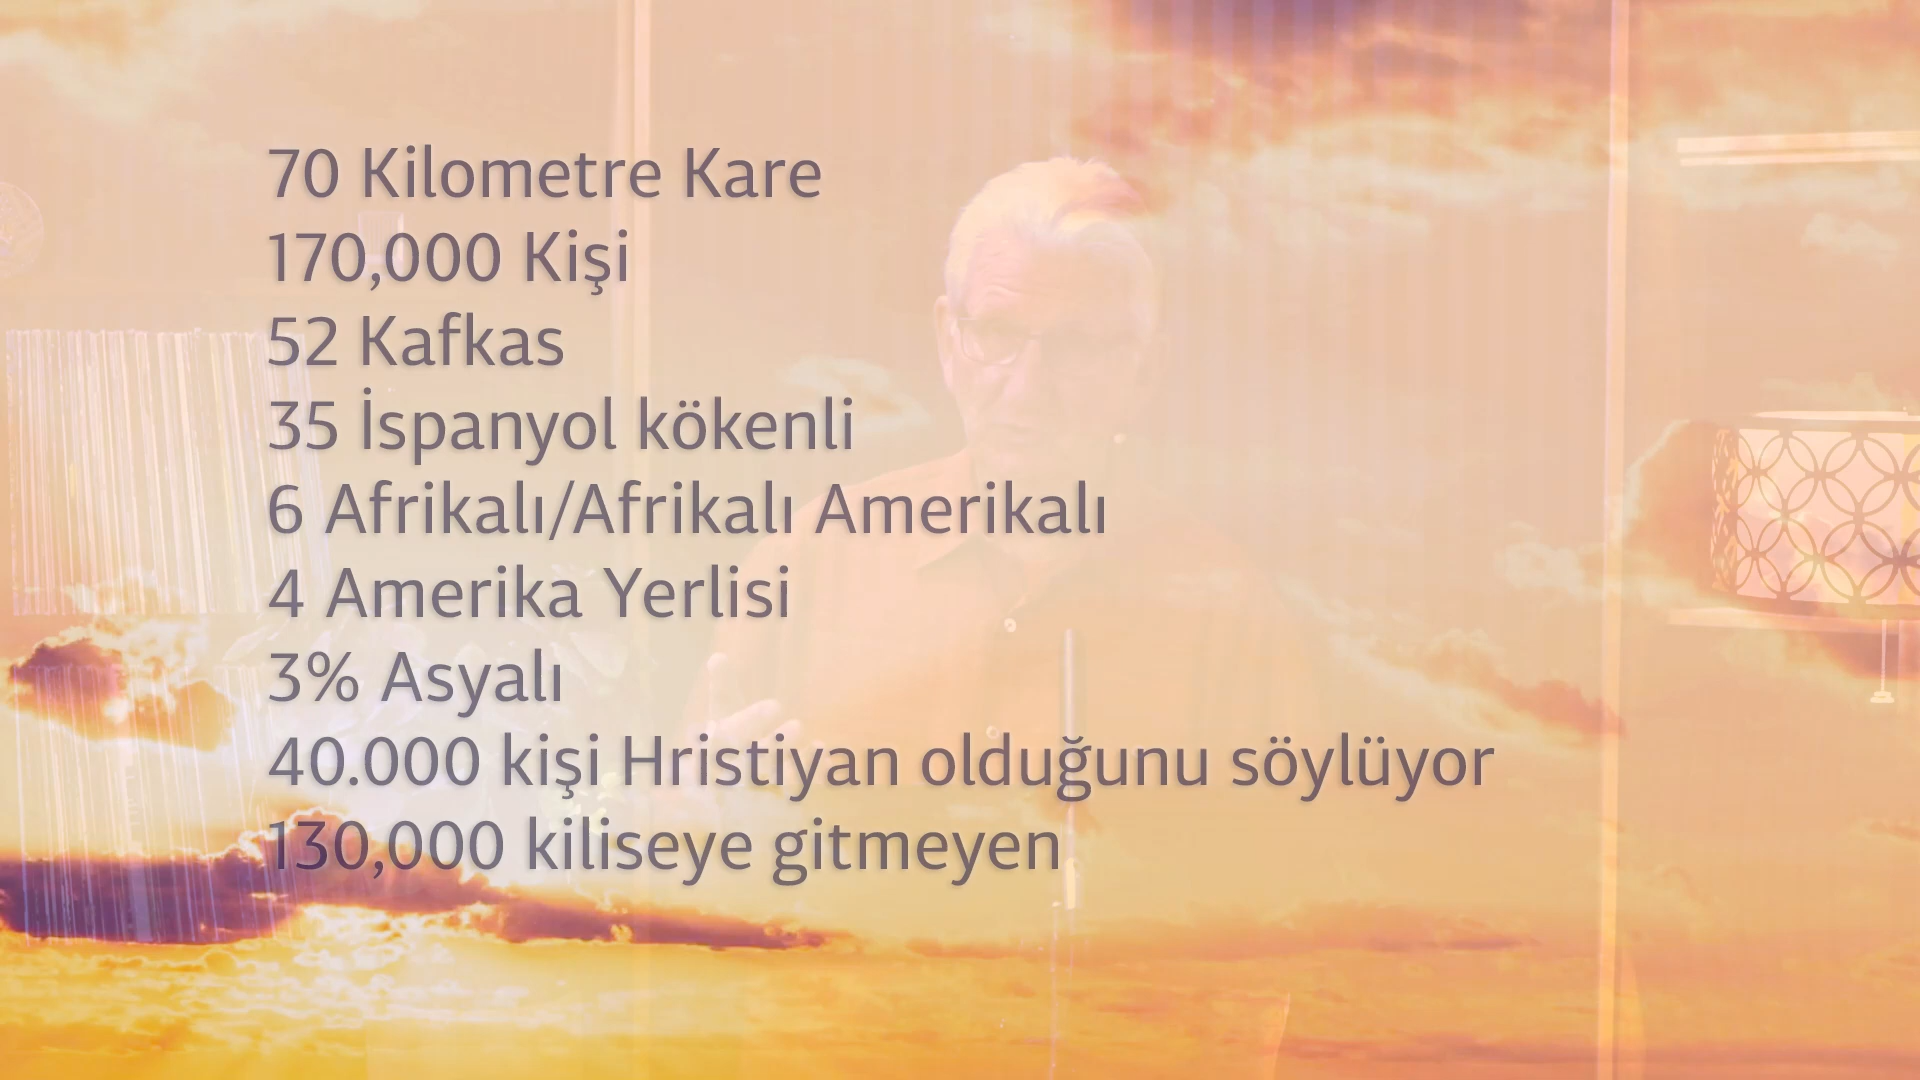 70 Kilometre Kare
170,000 Kişi
52 Kafkas
35 İspanyol kökenli
6 Afrikalı/Afrikalı Amerikalı
4 Amerika Yerlisi
3% Asyalı
40.000 kişi Hristiyan olduğunu söylüyor
130,000 kiliseye gitmeyen